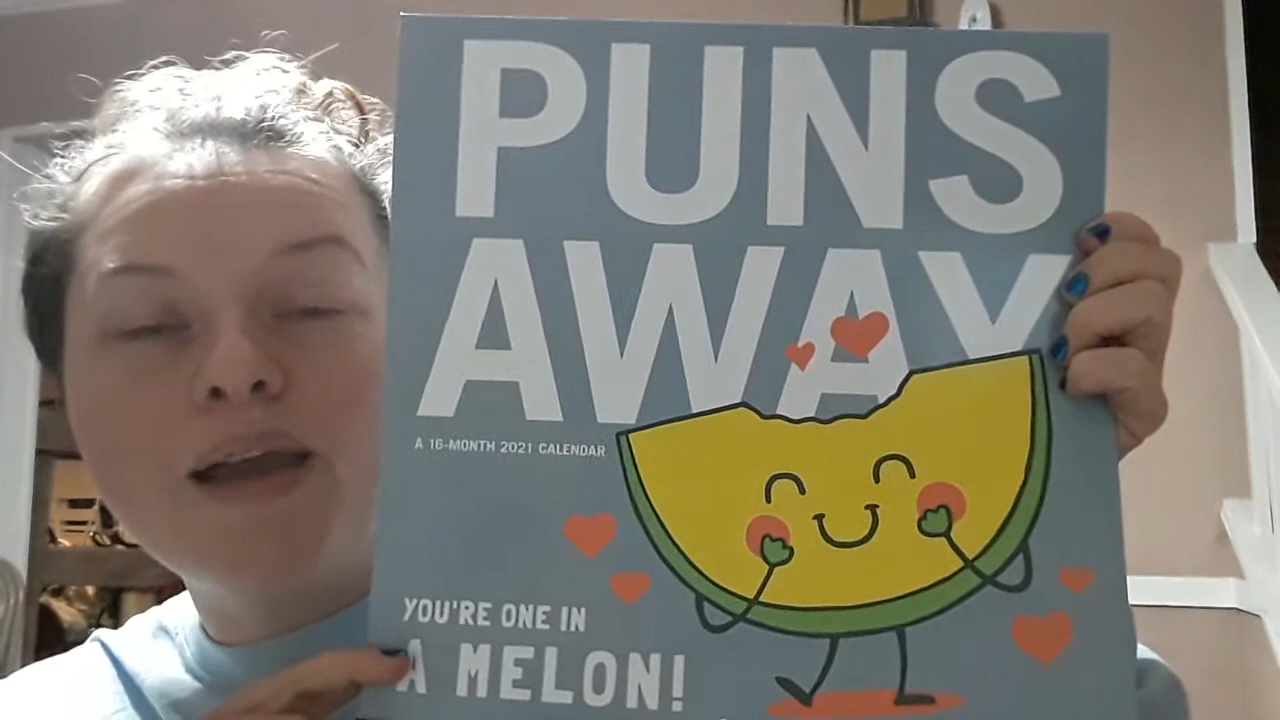 PUNS
AWAY
A 16-MONTH 2021 CALENDAR
YOU'RE ONE IN
A MELON!